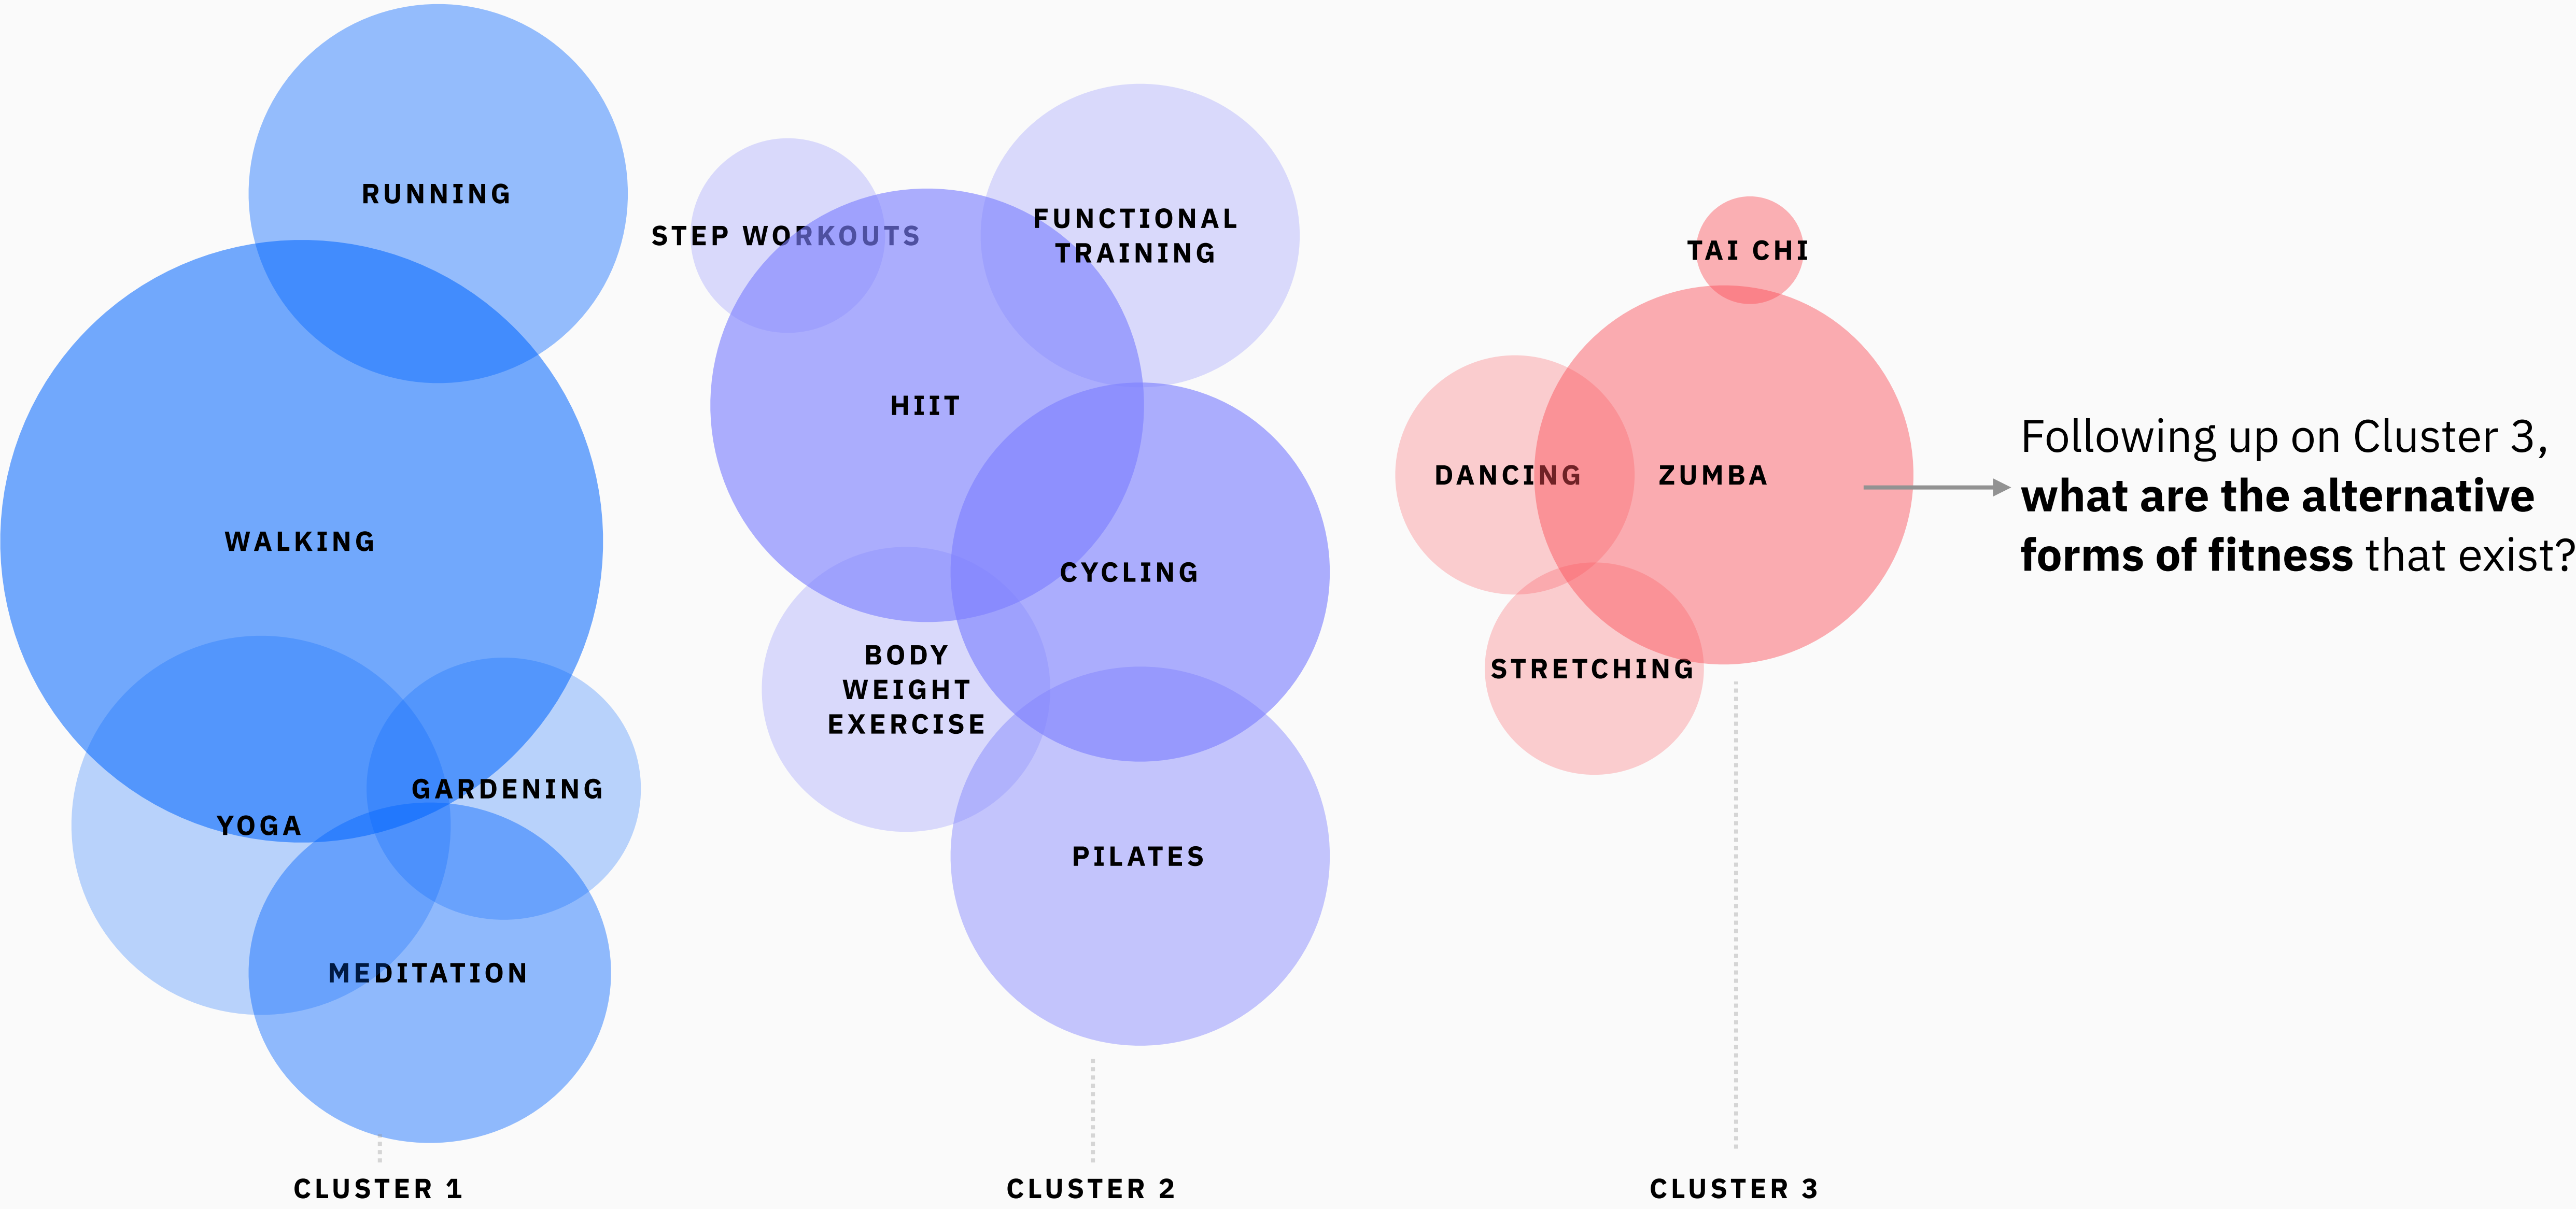 RUNNING
WALKING
YOGA
GARDENING
MEDITATION
CLUSTER 1
STEP WORKOUTS
FUNCTIONAL
TRAINING
HIIT
CYCLING
BODY
WEIGHT
EXERCISE
PILATES
CLUSTER 2
TAI CHI
DANCING
ZUMBA
STRETCHING
CLUSTER 3
Following up on Cluster 3,
what are the alternative
forms of fitness that exist?